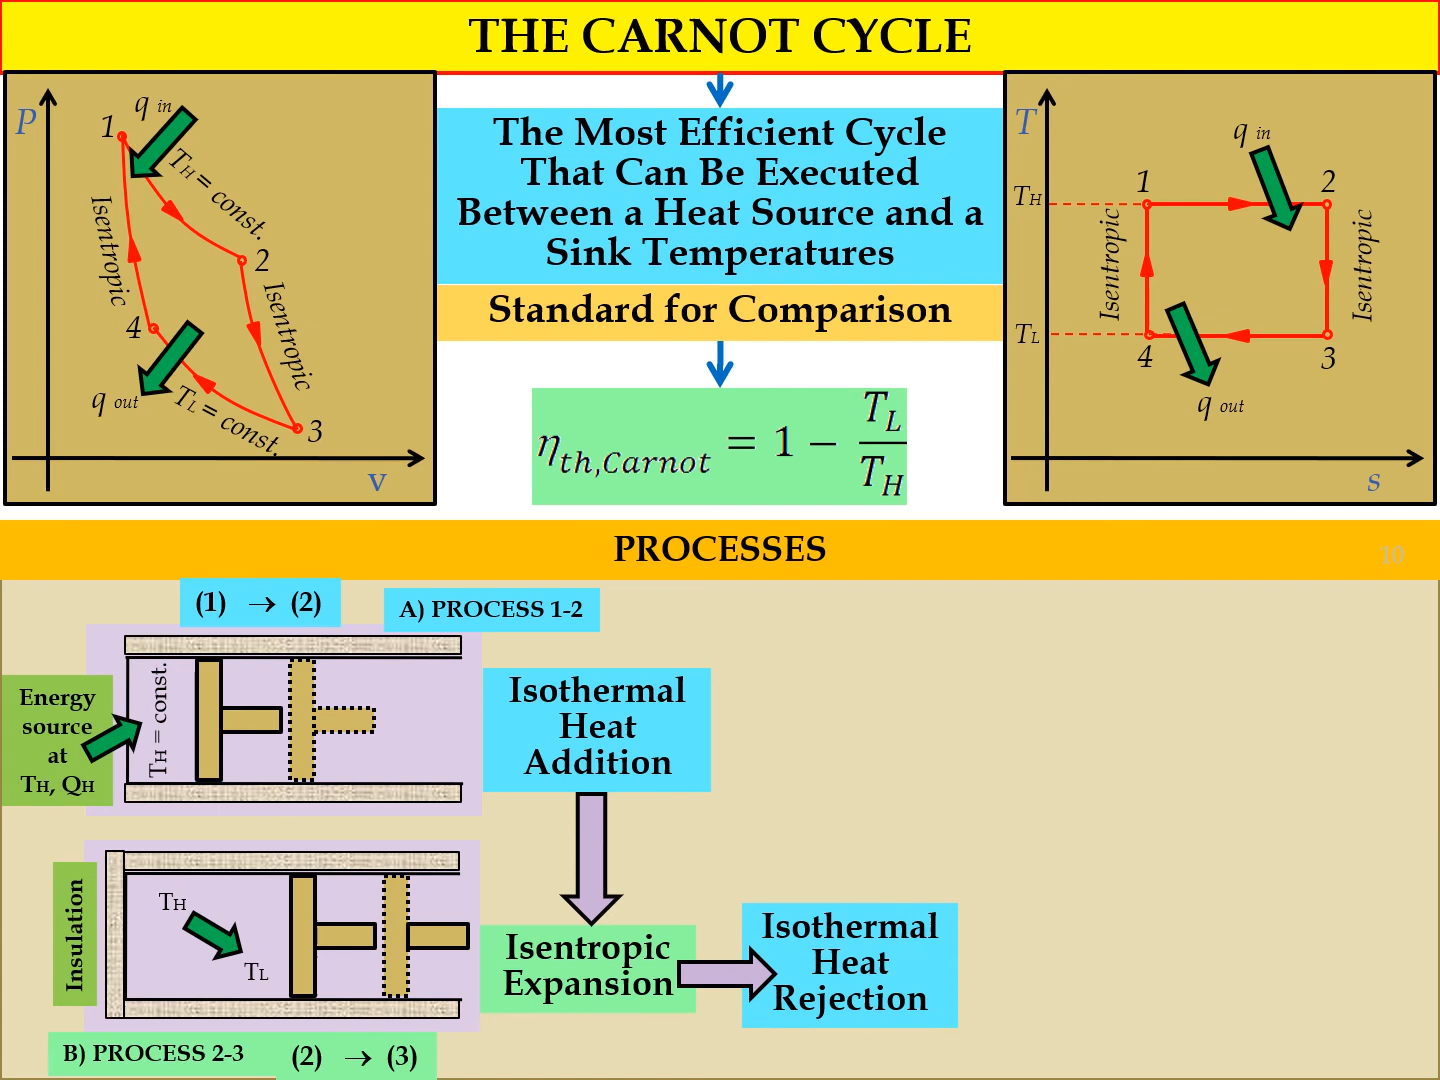 THE CARNOT CYCLE
P
1
q in
TH = const.
Isentropic
2
Isentropic
4
q out
TL = const.
3
v
The Most Efficient Cycle
That Can Be Executed
Between a Heat Source and a
Sink Temperatures
Standard for Comparison
η_th,Carnot = 1 − T_L/T_H
T
q in
TH
1
2
Isentropic
Isentropic
TL
4
3
q out
s
PROCESSES
10
(1) → (2)
A) PROCESS 1-2
Energy
source
at
TH, QH
TH = const.
Isothermal
Heat
Addition
Insulation
TH
TL
Isentropic
Expansion
Isothermal
Heat
Rejection
B) PROCESS 2-3
(2) → (3)